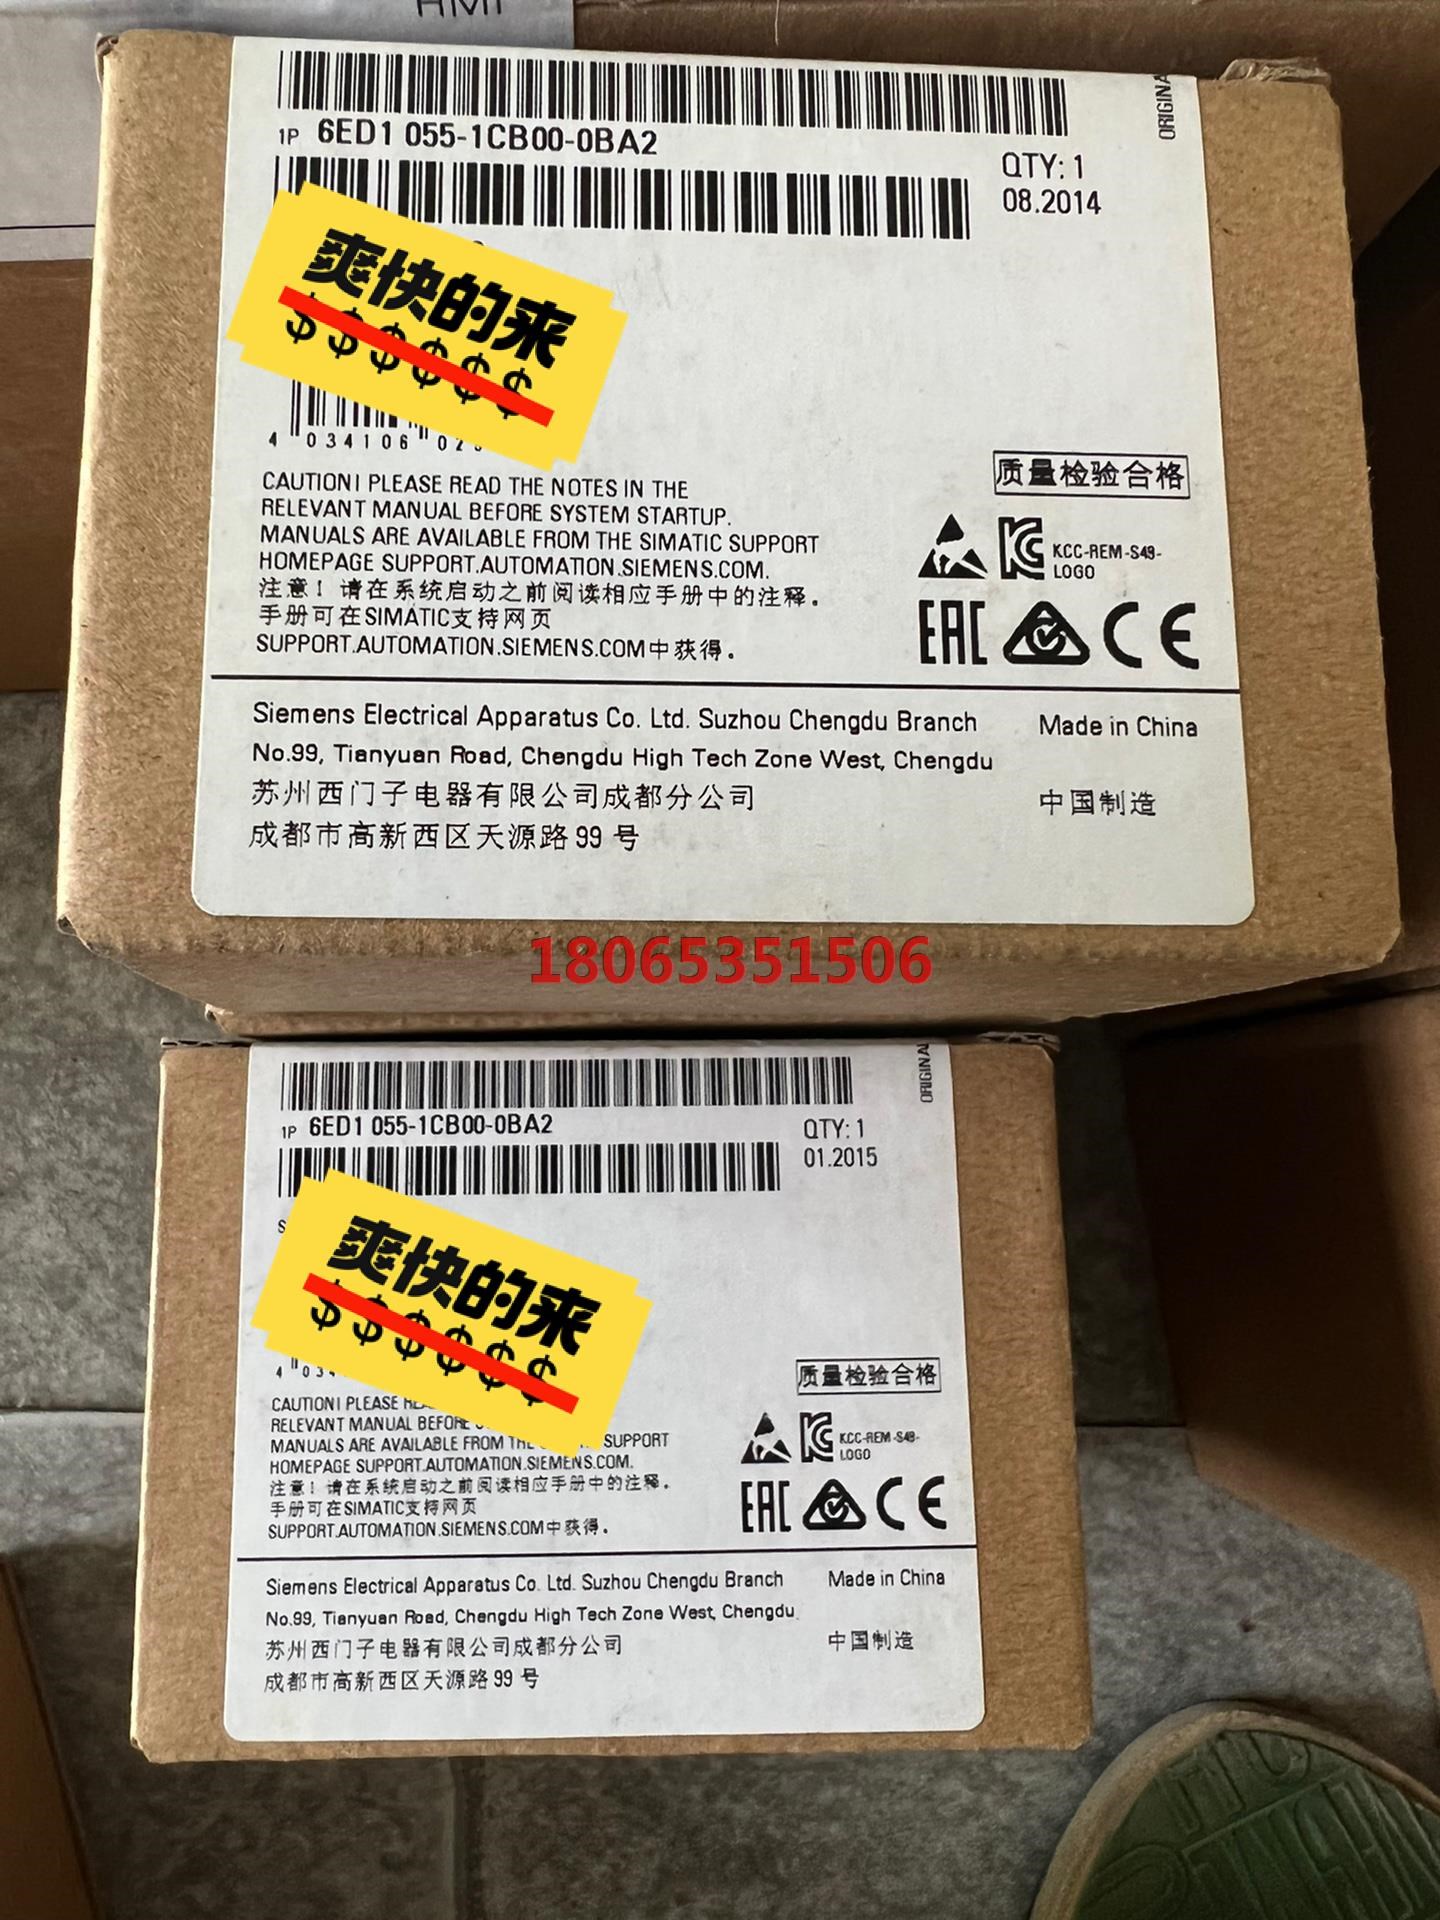 HMI
ORIGINA
1P 6ED1 055-1CB00-0BA2
QTY: 1
08.2014
爽快的来
$$$$$$
4 034106 02
CAUTION! PLEASE READ THE NOTES IN THE
RELEVANT MANUAL BEFORE SYSTEM STARTUP.
MANUALS ARE AVAILABLE FROM THE SIMATIC SUPPORT
HOMEPAGE SUPPORT.AUTOMATION.SIEMENS.COM.
注意！请在系统启动之前阅读相应手册中的注释。
手册可在SIMATIC支持网页
SUPPORT.AUTOMATION.SIEMENS.COM中获得。
质量检验合格
KCC-REM-S49-
LOGO
EAC CE
Siemens Electrical Apparatus Co. Ltd. Suzhou Chengdu Branch
No.99, Tianyuan Road, Chengdu High Tech Zone West, Chengdu
苏州西门子电器有限公司成都分公司
成都市高新西区天源路 99 号
Made in China
中国制造
18065351506
ORIGINA
1P 6ED1 055-1CB00-0BA2
QTY: 1
01.2015
S
爽快的来
$$$$$$
4 034
CAUTION! PLEASE
RELEVANT MANUAL BEFORE
MANUALS ARE AVAILABLE FROM THE SUPPORT
HOMEPAGE SUPPORT.AUTOMATION.SIEMENS.COM.
注意！请在系统启动之前阅读相应手册中的注释。
手册可在SIMATIC支持网页
SUPPORT.AUTOMATION.SIEMENS.COM中获得。
质量检验合格
KCC-REM-S49-
LOGO
EAC CE
Siemens Electrical Apparatus Co. Ltd. Suzhou Chengdu Branch
No.99, Tianyuan Road, Chengdu High Tech Zone West, Chengdu
苏州西门子电器有限公司成都分公司
成都市高新西区天源路 99 号
Made in China
中国制造